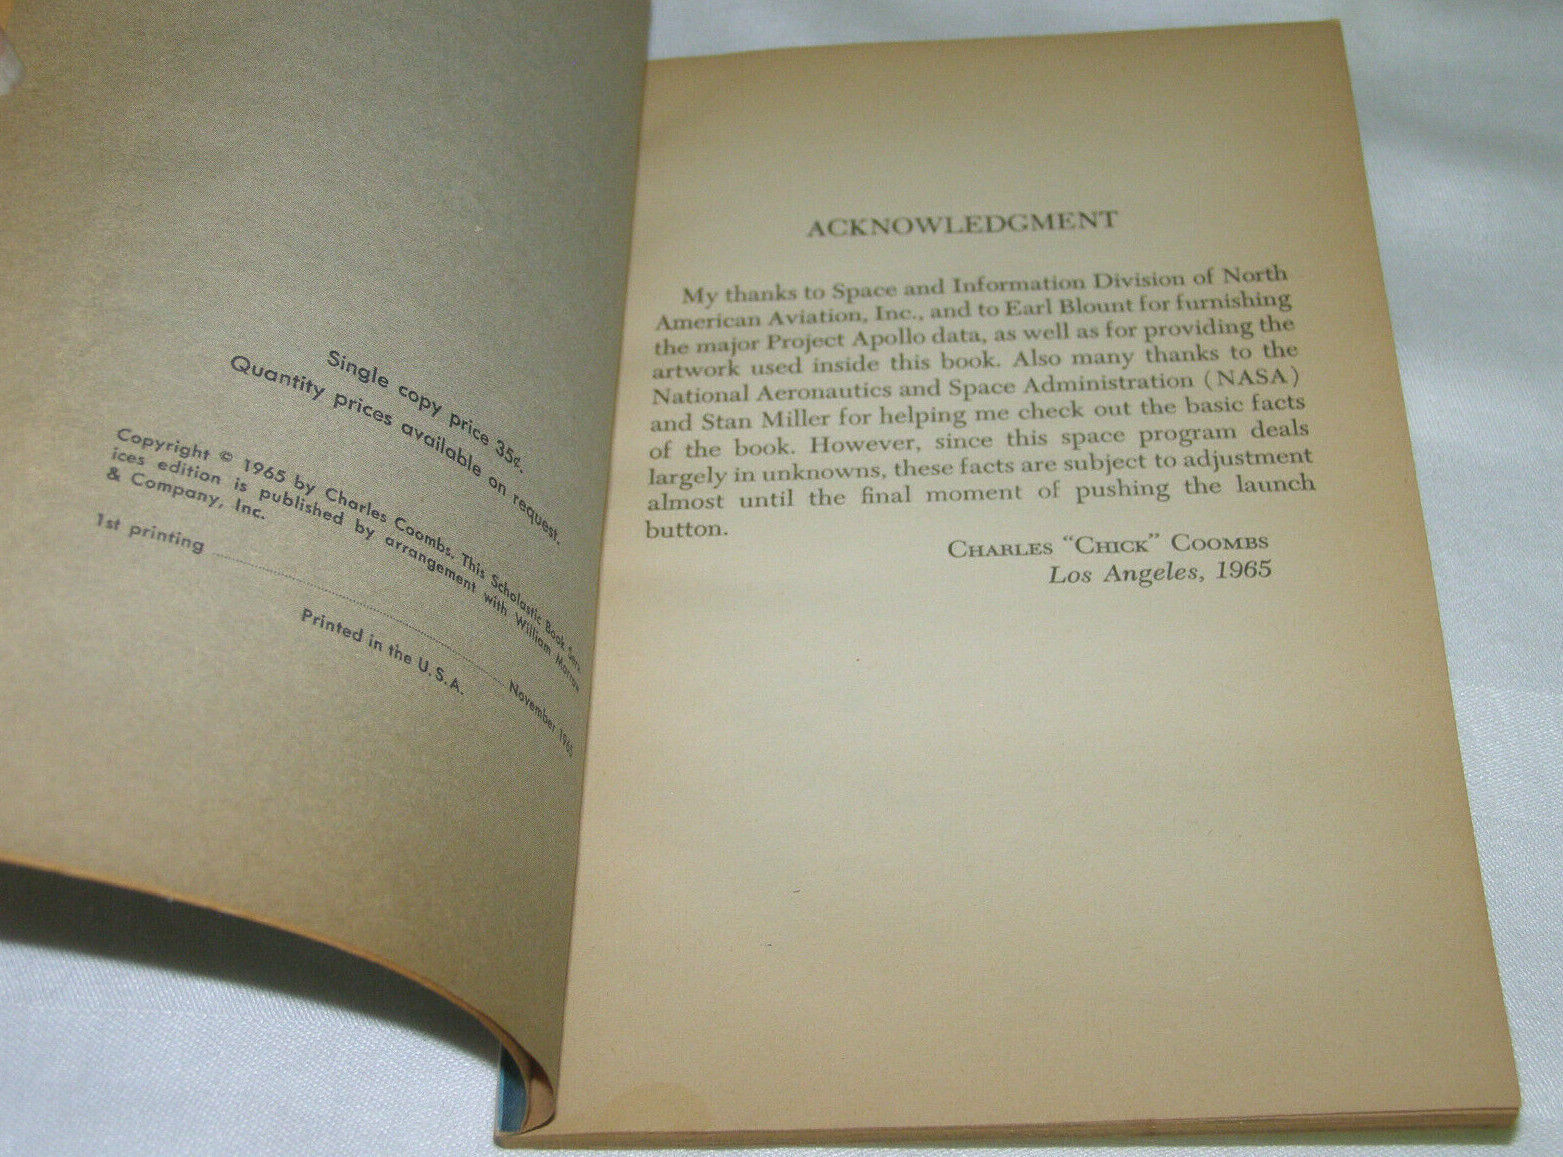 Single copy price 35¢.
Quantity prices available on request.
Copyright © 1965 by Charles Coombs. This Scholastic Book Serv-
ices edition is published by arrangement with William Morrow
& Company, Inc.
1st printing ........ November 1965
Printed in the U.S.A.
ACKNOWLEDGMENT
My thanks to Space and Information Division of North
American Aviation, Inc., and to Earl Blount for furnishing
the major Project Apollo data, as well as for providing the
artwork used inside this book. Also many thanks to the
National Aeronautics and Space Administration (NASA)
and Stan Miller for helping me check out the basic facts
of the book. However, since this space program deals
largely in unknowns, these facts are subject to adjustment
almost until the final moment of pushing the launch
button.
CHARLES “CHICK” COOMBS
Los Angeles, 1965